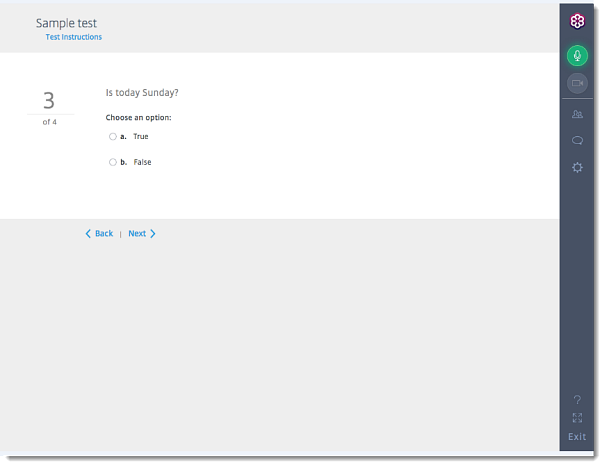 Sample test
Test Instructions
3
of 4
Is today Sunday?
Choose an option:
a. True
b. False
Back | Next
?
Exit